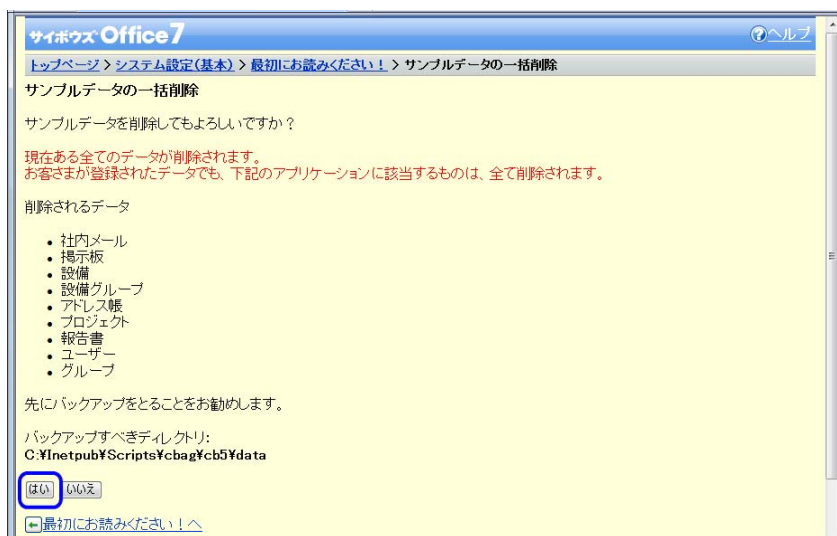 サイボウズ Office 7
ヘルプ
トップページ > システム設定(基本) > 最初にお読みください! > サンプルデータの一括削除
サンプルデータの一括削除
サンプルデータを削除してもよろしいですか?
現在ある全てのデータが削除されます。
お客さまが登録されたデータでも、下記のアプリケーションに該当するものは、全て削除されます。
削除されるデータ
社内メール
掲示板
設備
設備グループ
アドレス帳
プロジェクト
報告書
ユーザー
グループ
先にバックアップをとることをお勧めします。
バックアップすべきディレクトリ:
C:¥Inetpub¥Scripts¥cbag¥cb5¥data
はい いいえ
最初にお読みください!へ